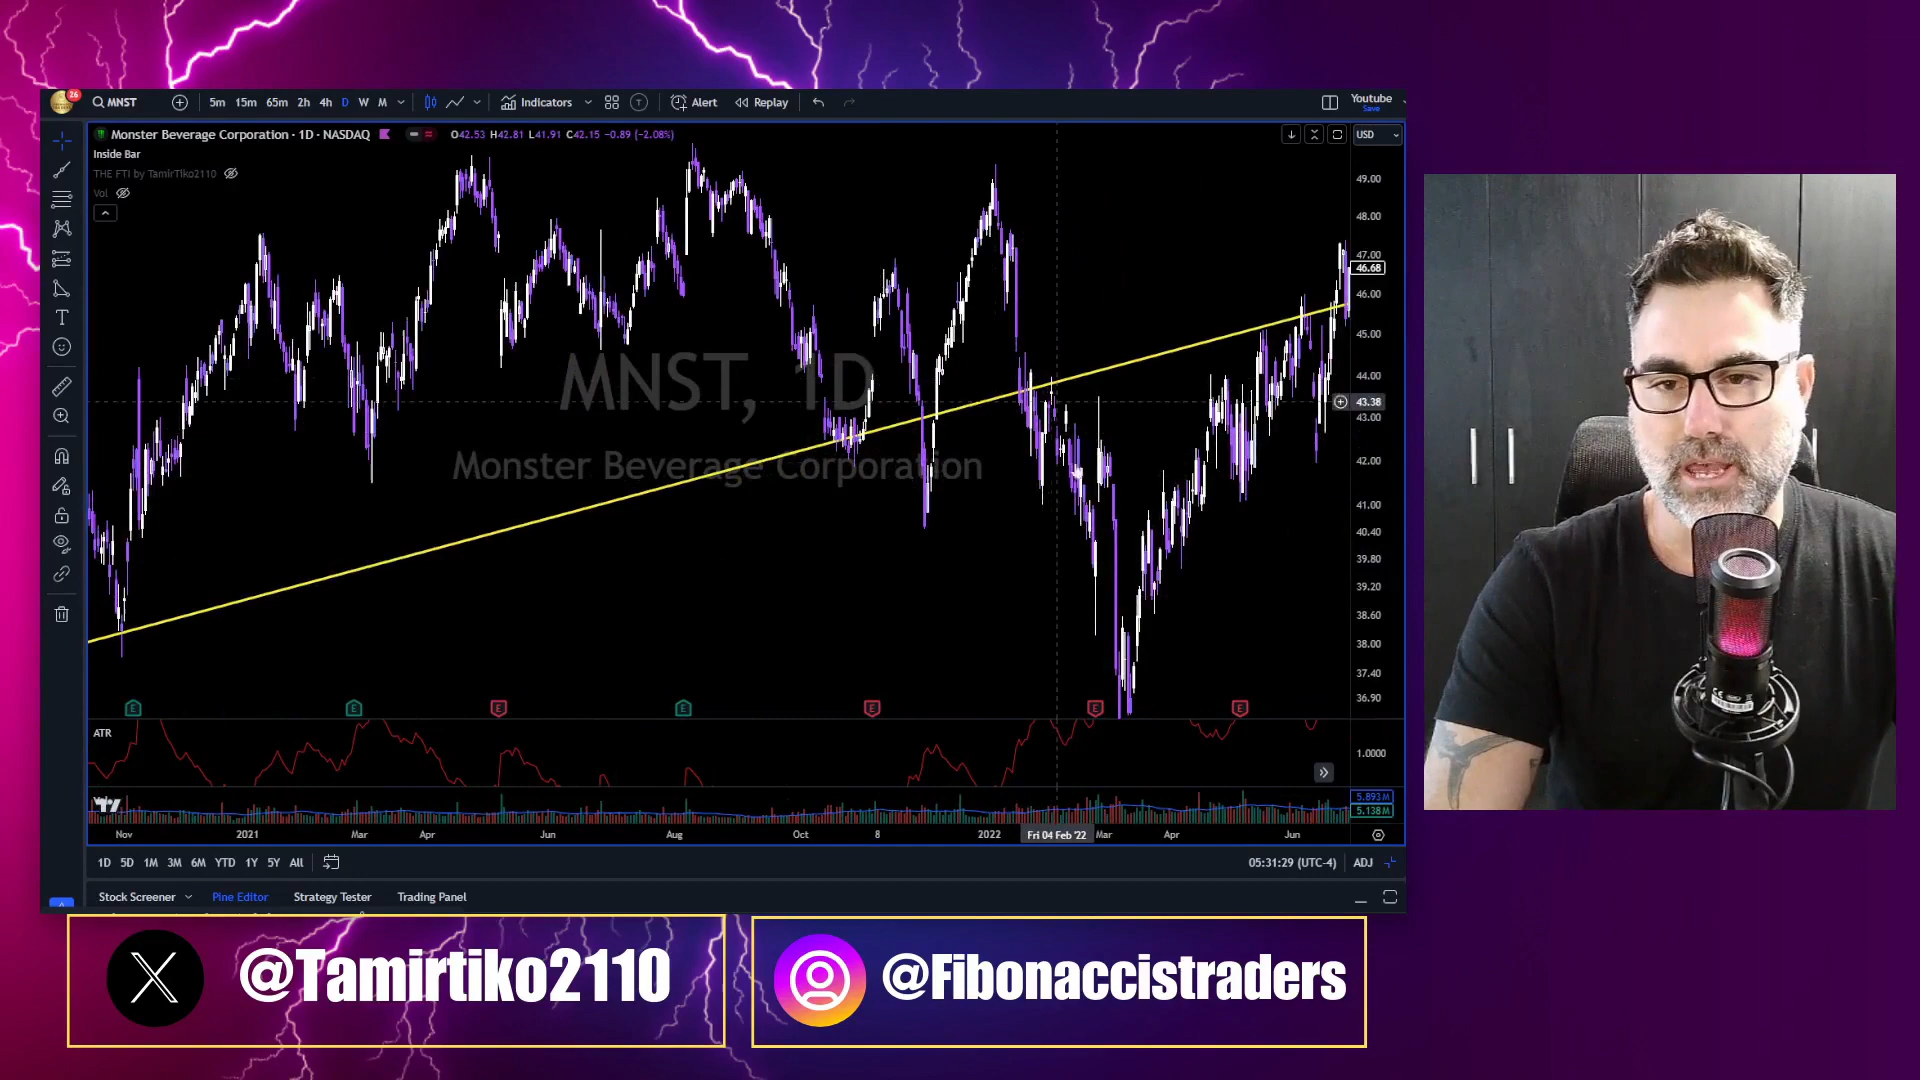 26
MNST
5m 15m 65m 2h 4h D W M
Indicators
T
Alert
Replay
Youtube
Save
Monster Beverage Corporation · 1D · NASDAQ
O42.53 H42.81 L41.91 C42.15 −0.89 (−2.08%)
USD
Inside Bar
THE FTI by TamirTiko2110
Vol
MNST, 1D
Monster Beverage Corporation
49.00
48.00
47.00
46.68
46.00
45.00
44.00
43.38
43.00
42.00
41.00
40.40
39.80
39.20
38.60
38.00
37.40
36.90
E E E E E E E
ATR
1.0000
5.893M
5.138M
Nov 2021 Mar Apr Jun Aug Oct 8 2022 Fri 04 Feb '22 Mar Apr Jun
1D 5D 1M 3M 6M YTD 1Y 5Y All
05:31:29 (UTC-4)
ADJ
Stock Screener
Pine Editor
Strategy Tester
Trading Panel
@Tamirtiko2110
@Fibonaccistraders